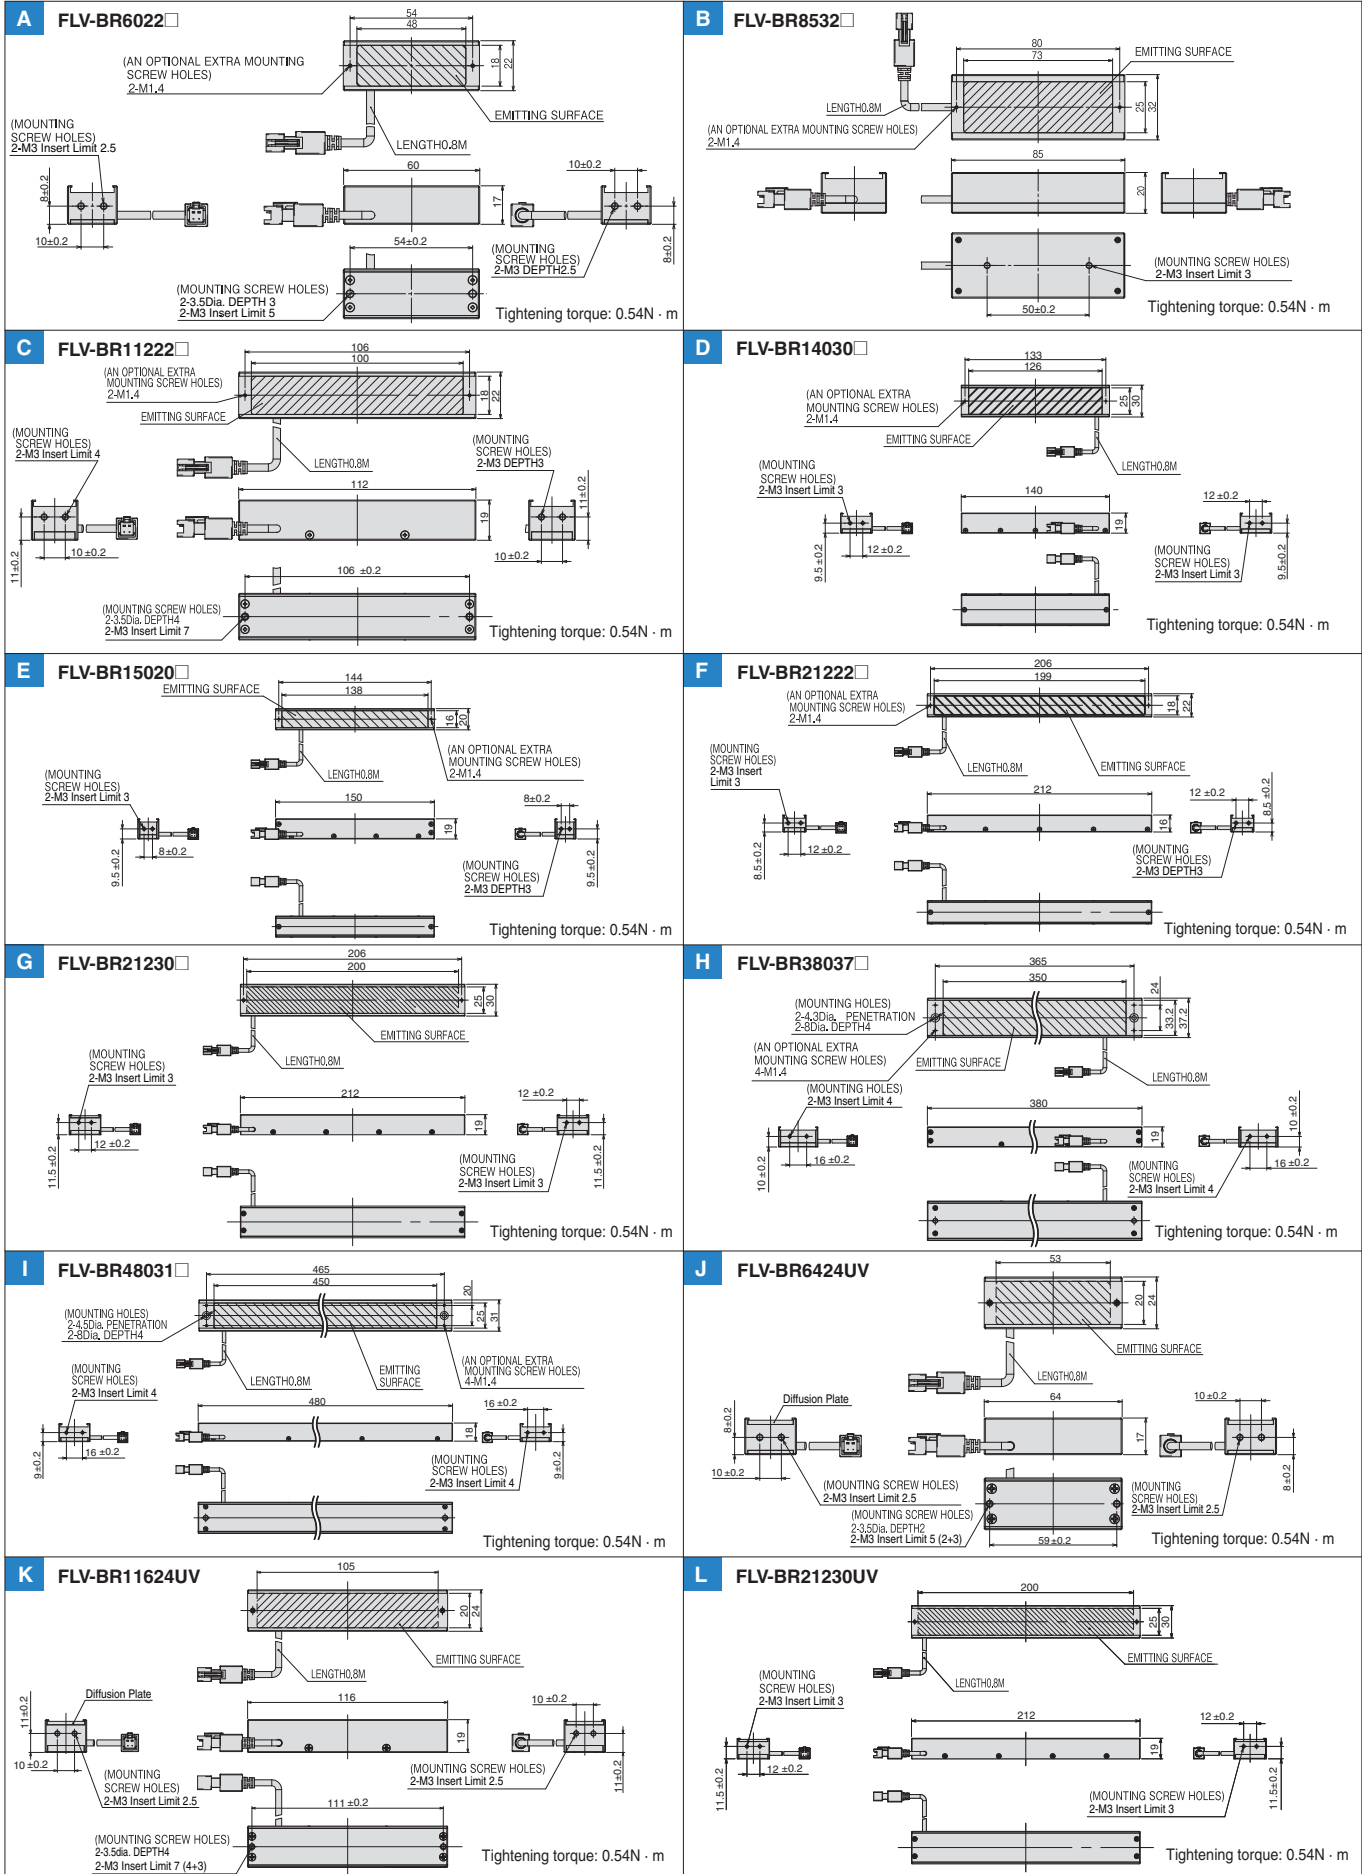 A FLV-BR6022□
54
48
(AN OPTIONAL EXTRA MOUNTING
SCREW HOLES)
2-M1.4
18
22
EMITTING SURFACE
LENGTH0.8M
(MOUNTING
SCREW HOLES)
2-M3 Insert Limit 2.5
8±0.2
10±0.2
60
17
10±0.2
8±0.2
(MOUNTING
SCREW HOLES)
2-M3 DEPTH2.5
54±0.2
(MOUNTING SCREW HOLES)
2-3.5Dia. DEPTH 3
2-M3 Insert Limit 5
Tightening torque: 0.54N · m
B FLV-BR8532□
80
73
EMITTING SURFACE
LENGTH0.8M
25
32
(AN OPTIONAL EXTRA MOUNTING SCREW HOLES)
2-M1.4
85
20
(MOUNTING SCREW HOLES)
2-M3 Insert Limit 3
50±0.2
Tightening torque: 0.54N · m
C FLV-BR11222□
106
100
(AN OPTIONAL EXTRA
MOUNTING SCREW HOLES)
2-M1.4
EMITTING SURFACE
18
22
(MOUNTING
SCREW HOLES)
2-M3 Insert Limit 4
LENGTH0.8M
(MOUNTING
SCREW HOLES)
2-M3 DEPTH3
112
19
11±0.2
10 ±0.2
11±0.2
10 ±0.2
106 ±0.2
(MOUNTING SCREW HOLES)
2-3.5Dia. DEPTH4
2-M3 Insert Limit 7
Tightening torque: 0.54N · m
D FLV-BR14030□
133
126
(AN OPTIONAL EXTRA
MOUNTING SCREW HOLES)
2-M1.4
EMITTING SURFACE
25
30
LENGTH0.8M
(MOUNTING
SCREW HOLES)
2-M3 Insert Limit 3
140
19
12 ±0.2
9.5±0.2
12 ±0.2
9.5±0.2
(MOUNTING
SCREW HOLES)
2-M3 Insert Limit 3
Tightening torque: 0.54N · m
E FLV-BR15020□
EMITTING SURFACE
144
138
16
20
(AN OPTIONAL EXTRA
MOUNTING SCREW HOLES)
2-M1.4
LENGTH0.8M
(MOUNTING
SCREW HOLES)
2-M3 Insert Limit 3
150
19
8±0.2
9.5±0.2
8±0.2
9.5±0.2
(MOUNTING
SCREW HOLES)
2-M3 DEPTH3
Tightening torque: 0.54N · m
F FLV-BR21222□
206
199
(AN OPTIONAL EXTRA
MOUNTING SCREW HOLES)
2-M1.4
18
22
(MOUNTING
SCREW HOLES)
2-M3 Insert
Limit 3
LENGTH0.8M
EMITTING SURFACE
212
16
12 ±0.2
8.5 ±0.2
8.5±0.2
12±0.2
(MOUNTING
SCREW HOLES)
2-M3 DEPTH3
Tightening torque: 0.54N · m
G FLV-BR21230□
206
200
25
30
EMITTING SURFACE
LENGTH0.8M
(MOUNTING
SCREW HOLES)
2-M3 Insert Limit 3
212
19
12 ±0.2
11.5±0.2
12 ±0.2
11.5±0.2
(MOUNTING
SCREW HOLES)
2-M3 Insert Limit 3
Tightening torque: 0.54N · m
H FLV-BR38037□
365
350
24
(MOUNTING HOLES)
2-4.3Dia. PENETRATION
2-8Dia. DEPTH4
33.2
37.2
(AN OPTIONAL EXTRA
MOUNTING SCREW HOLES)
4-M1.4
EMITTING SURFACE
LENGTH0.8M
(MOUNTING HOLES)
2-M3 Insert Limit 4
380
19
10±0.2
16 ±0.2
10 ±0.2
16 ±0.2
(MOUNTING
SCREW HOLES)
2-M3 Insert Limit 4
Tightening torque: 0.54N · m
I FLV-BR48031□
465
450
20
25
31
(MOUNTING HOLES)
2-4.5Dia. PENETRATION
2-8Dia. DEPTH4
LENGTH0.8M
EMITTING
SURFACE
(AN OPTIONAL EXTRA
MOUNTING SCREW HOLES)
4-M1.4
(MOUNTING
SCREW HOLES)
2-M3 Insert Limit 4
480
18
16 ±0.2
9±0.2
16 ±0.2
9±0.2
(MOUNTING
SCREW HOLES)
2-M3 Insert Limit 4
Tightening torque: 0.54N · m
J FLV-BR6424UV
53
20
24
EMITTING SURFACE
LENGTH0.8M
Diffusion Plate
64
17
8±0.2
10±0.2
10±0.2
8±0.2
(MOUNTING SCREW HOLES)
2-M3 Insert Limit 2.5
(MOUNTING SCREW HOLES)
2-3.5Dia. DEPTH2
2-M3 Insert Limit 5 (2+3)
(MOUNTING
SCREW HOLES)
2-M3 Insert Limit 2.5
59±0.2
Tightening torque: 0.54N · m
K FLV-BR11624UV
105
20
24
EMITTING SURFACE
LENGTH0.8M
Diffusion Plate
116
19
11±0.2
10 ±0.2
10 ±0.2
11±0.2
(MOUNTING
SCREW HOLES)
2-M3 Insert Limit 2.5
(MOUNTING SCREW HOLES)
2-M3 Insert Limit 2.5
111 ±0.2
(MOUNTING SCREW HOLES)
2-3.5dia. DEPTH4
2-M3 Insert Limit 7 (4+3)
Tightening torque: 0.54N · m
L FLV-BR21230UV
200
25
30
EMITTING SURFACE
LENGTH0.8M
(MOUNTING
SCREW HOLES)
2-M3 Insert Limit 3
212
19
12 ±0.2
11.5±0.2
12 ±0.2
11.5±0.2
(MOUNTING SCREW HOLES)
2-M3 Insert Limit 3
Tightening torque: 0.54N · m